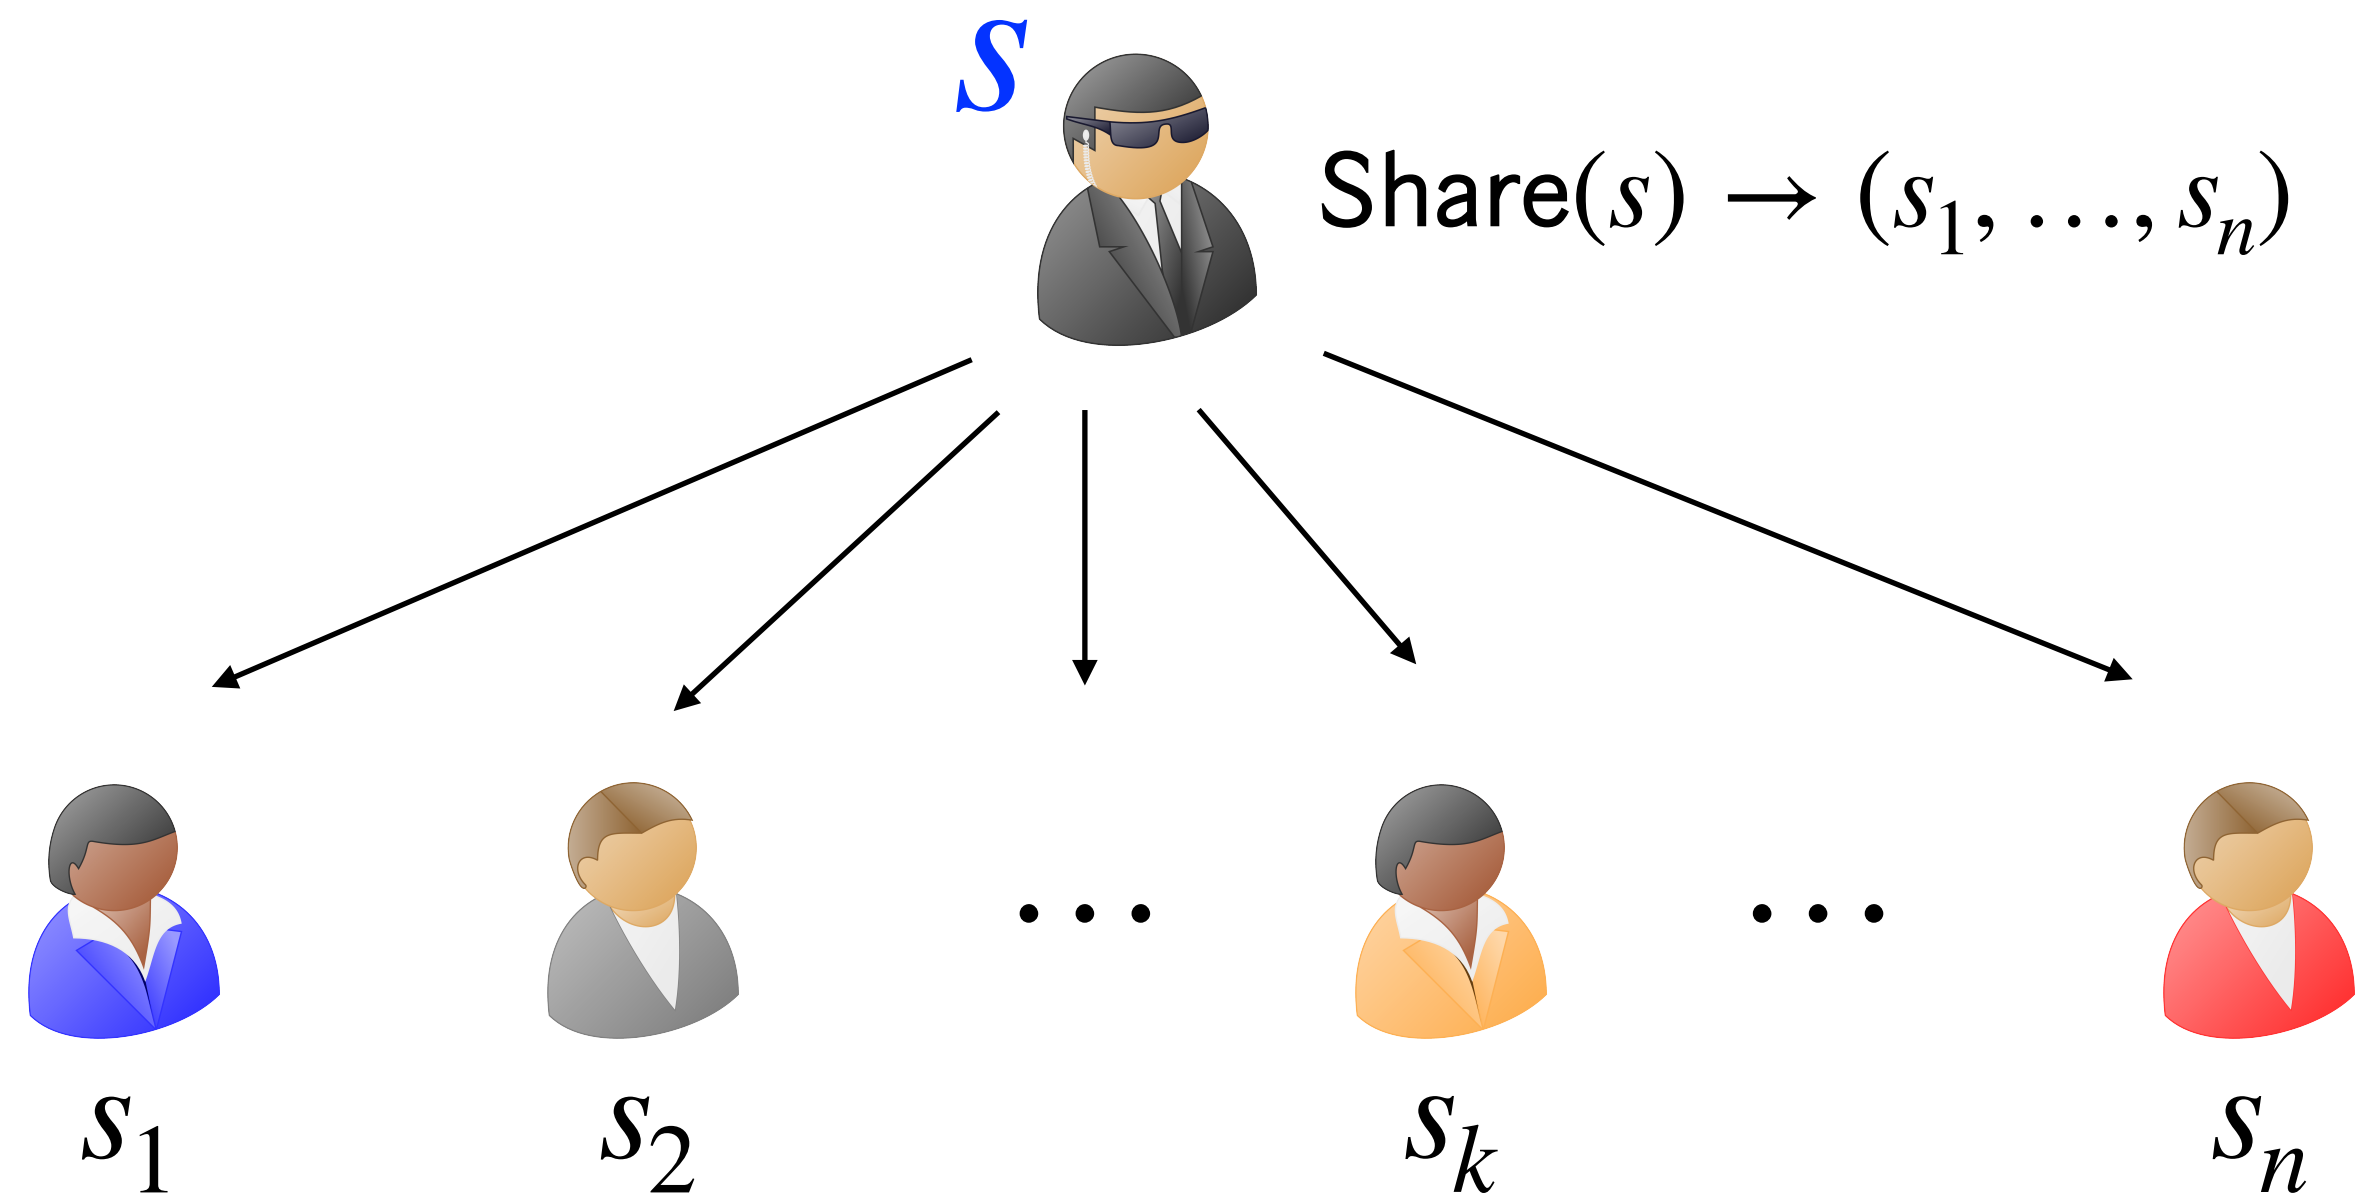 s
Share(s) → (s₁, …, sₙ)
… …
s₁ s₂ sₖ sₙ